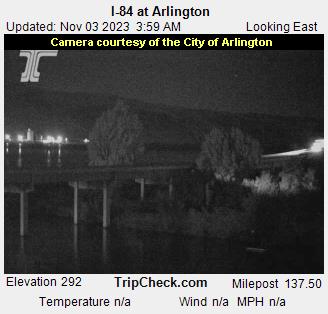 I-84 at Arlington
Updated: Nov 03 2023 3:59 AM Looking East
Camera courtesy of the City of Arlington
Elevation 292 TripCheck.com Milepost 137.50
Temperature n/a Wind n/a MPH n/a